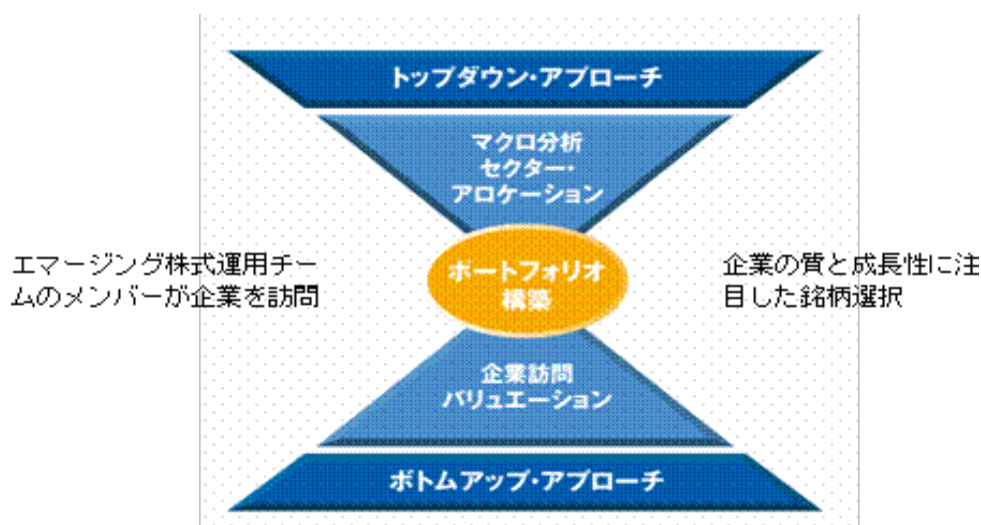 トップダウン・アプローチ
マクロ分析
セクター・
アロケーション
エマージング株式運用チー
ムのメンバーが企業を訪問
ポートフォリオ
構築
企業の質と成長性に注
目した銘柄選択
企業訪問
バリュエーション
ボトムアップ・アプローチ